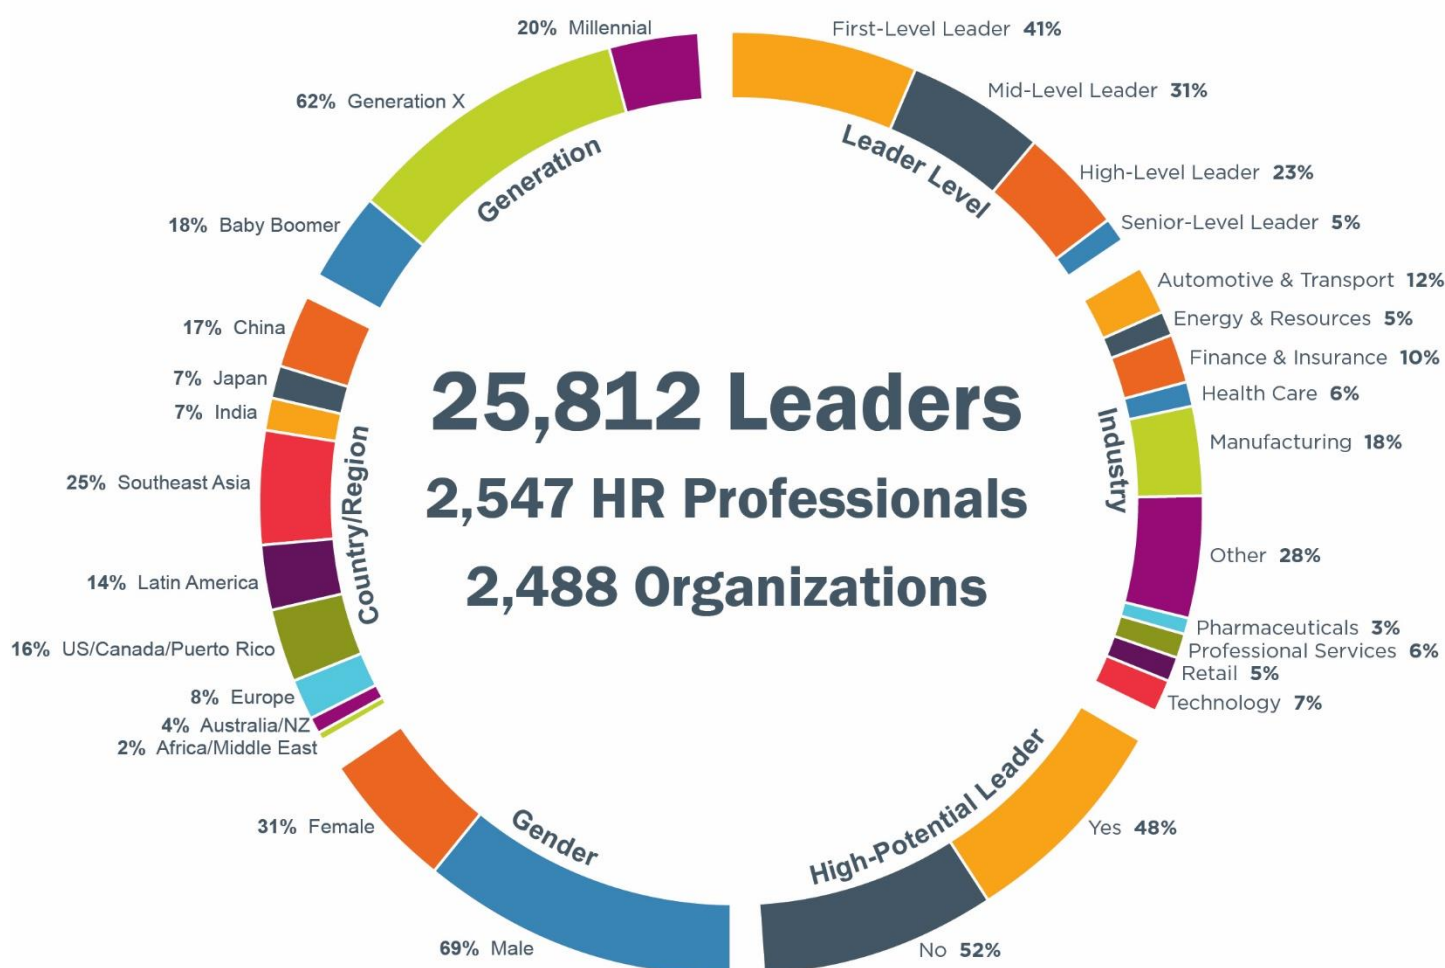 20% Millennial
62% Generation X
18% Baby Boomer
Generation
First-Level Leader 41%
Mid-Level Leader 31%
High-Level Leader 23%
Senior-Level Leader 5%
Leader Level
Automotive & Transport 12%
Energy & Resources 5%
Finance & Insurance 10%
Health Care 6%
Manufacturing 18%
Other 28%
Pharmaceuticals 3%
Professional Services 6%
Retail 5%
Technology 7%
Industry
17% China
7% Japan
7% India
25% Southeast Asia
14% Latin America
16% US/Canada/Puerto Rico
8% Europe
4% Australia/NZ
2% Africa/Middle East
Country/Region
25,812 Leaders
2,547 HR Professionals
2,488 Organizations
31% Female
69% Male
Gender
High-Potential Leader
Yes 48%
No 52%